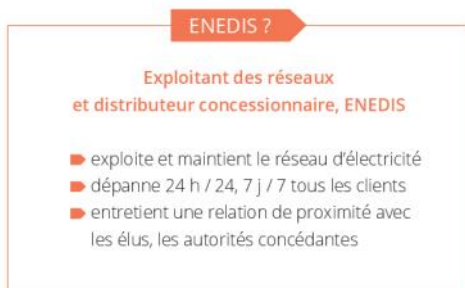 ENEDIS ?
Exploitant des réseaux
et distributeur concessionnaire, ENEDIS
exploite et maintient le réseau d'électricité
dépanne 24 h / 24, 7 j / 7 tous les clients
entretient une relation de proximité avec
les élus, les autorités concédantes